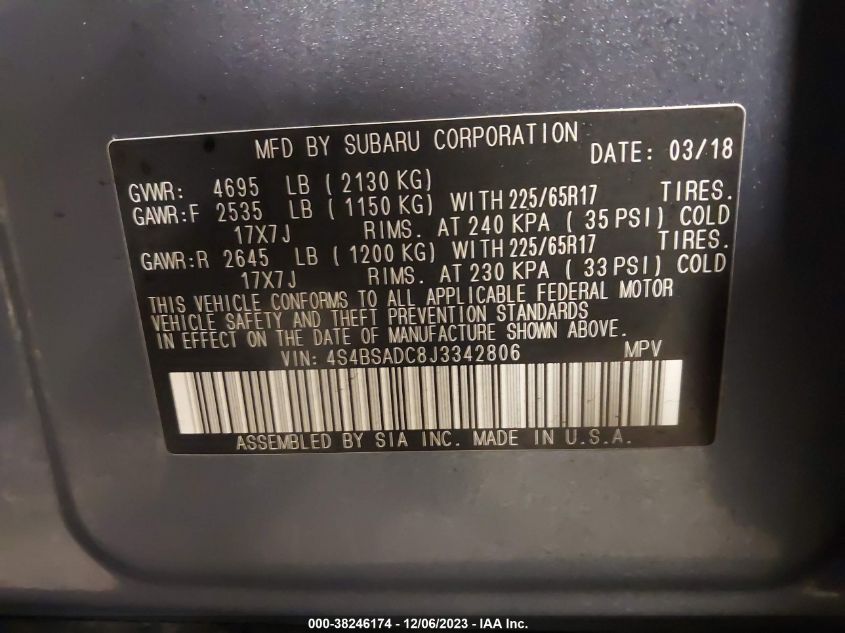 MFD BY SUBARU CORPORATION DATE: 03/18
GVWR: 4695 LB ( 2130 KG)
GAWR:F 2535 LB ( 1150 KG) WITH 225/65R17 TIRES.
17X7J RIMS. AT 240 KPA ( 35 PSI) COLD
GAWR:R 2645 LB ( 1200 KG) WITH 225/65R17 TIRES.
17X7J RIMS. AT 230 KPA ( 33 PSI) COLD
THIS VEHICLE CONFORMS TO ALL APPLICABLE FEDERAL MOTOR
VEHICLE SAFETY AND THEFT PREVENTION STANDARDS
IN EFFECT ON THE DATE OF MANUFACTURE SHOWN ABOVE.
VIN: 4S4BSADC8J3342806 MPV
ASSEMBLED BY SIA INC. MADE IN U.S.A.
000-38246174 - 12/06/2023 - IAA Inc.